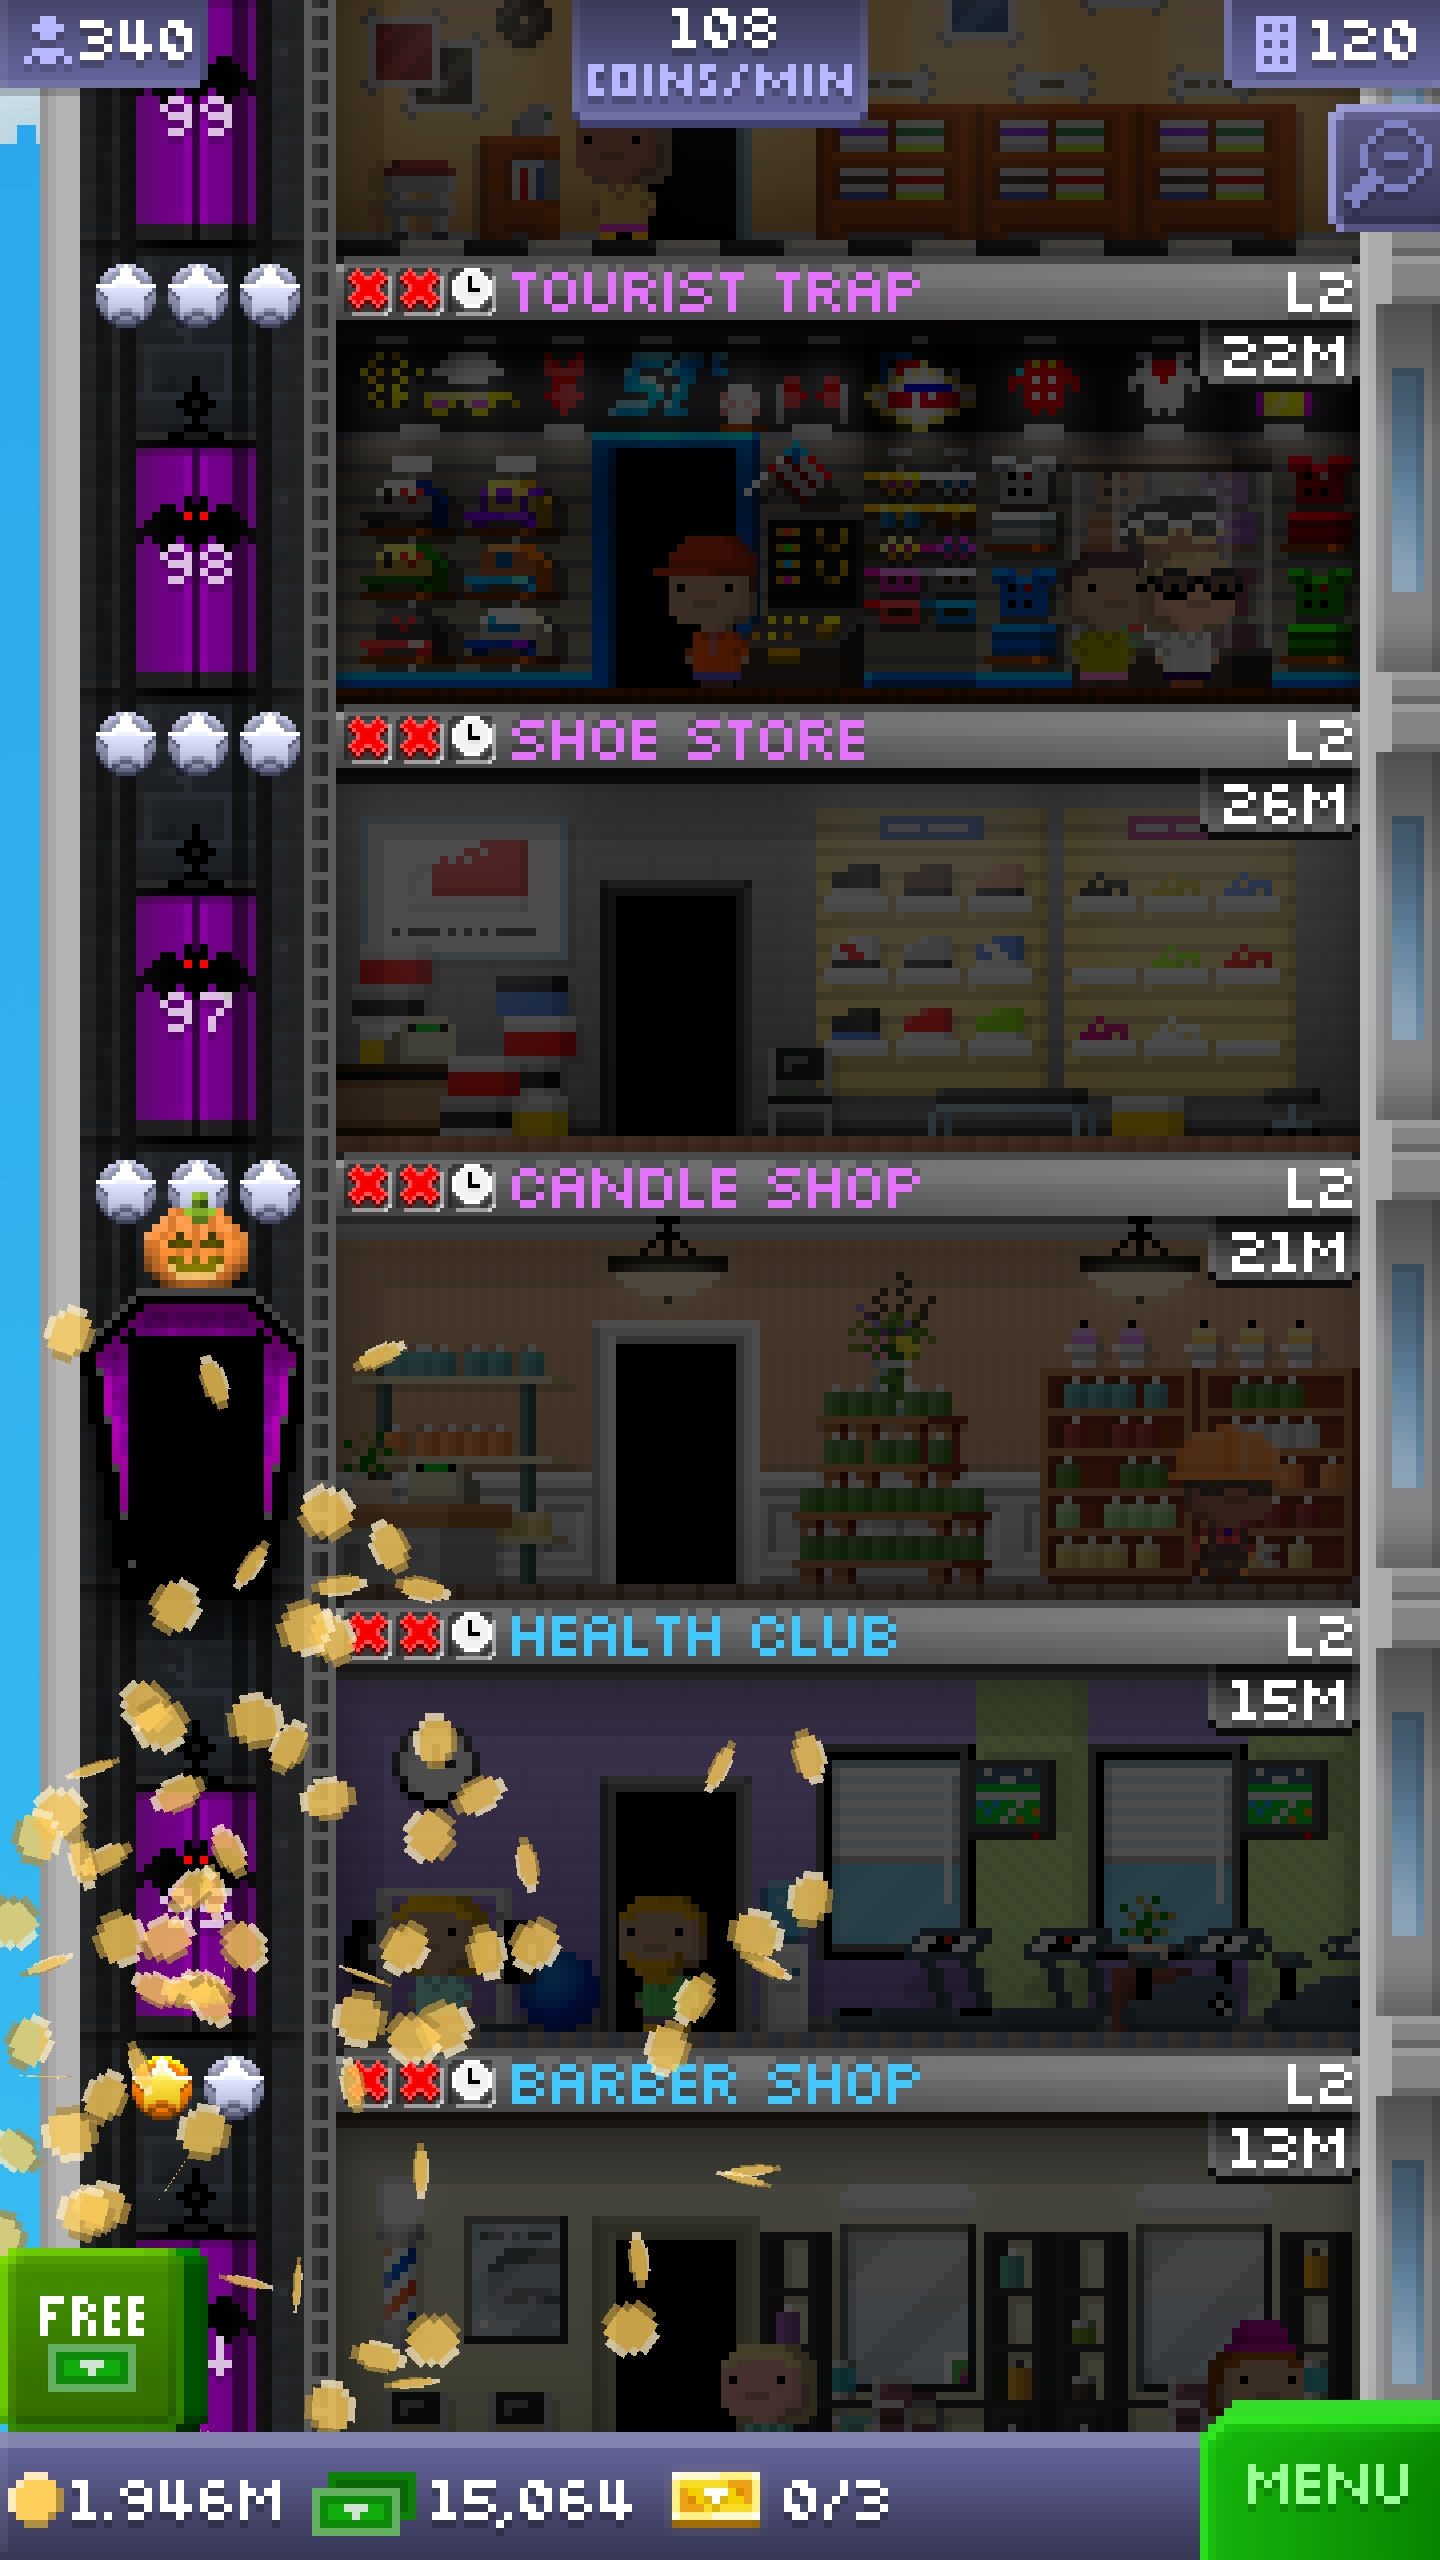 340
108
COINS/MIN
120
99
TOURIST TRAP L2
22M
98
SHOE STORE L2
26M
97
CANDLE SHOP L2
21M
HEALTH CLUB L2
15M
BARBER SHOP L2
13M
FREE
1.946M 15,064 0/3
MENU